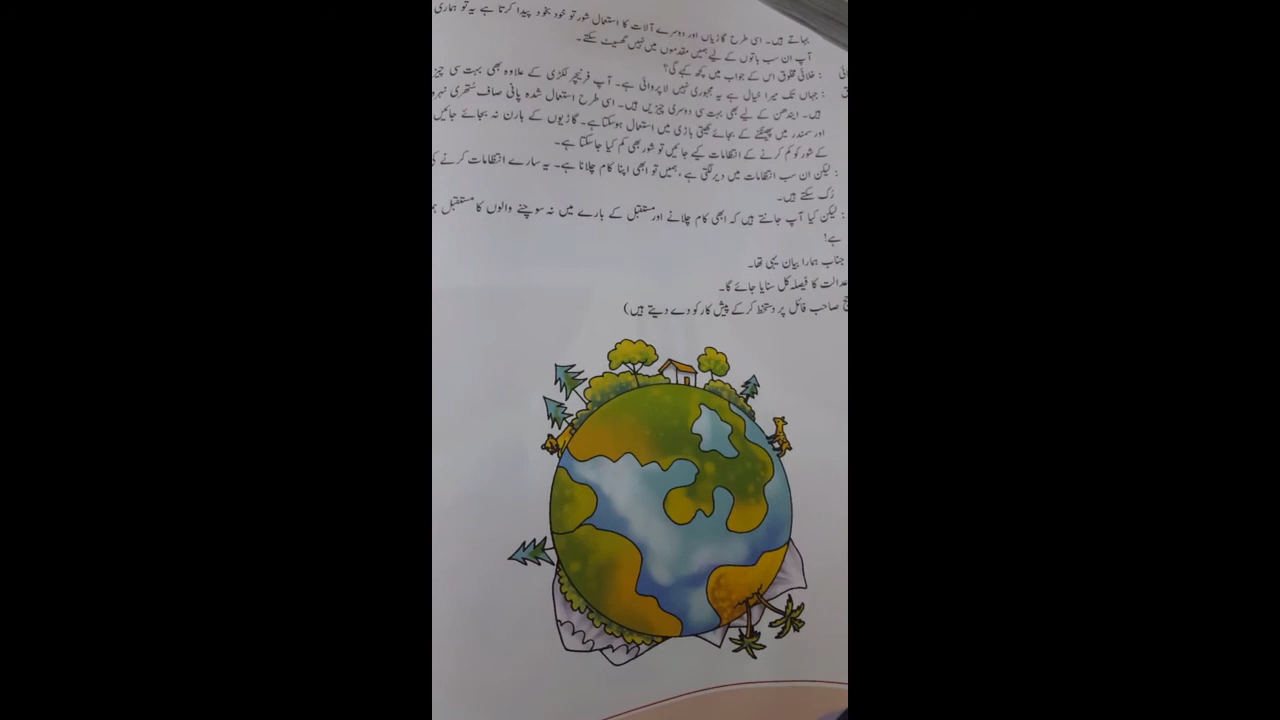 بہاتے ہیں۔ اسی طرح گاڑیاں اور دوسرے آلات کا استعمال شور تو خود بخود پیدا کرتا ہے یہ تو ہماری
آپ ان سب باتوں کے لیے ہمیں مقدموں میں نہیں گھسیٹ سکتے۔
: خلائی مخلوق اس کے جواب میں کچھ کہے گی؟
: جہاں تک میرا خیال ہے یہ مجبوری نہیں لاپروائی ہے۔ آپ فرنیچر لکڑی کے علاوہ بھی بہت سی
ہیں۔ ایندھن کے لیے بھی بہت سی دوسری چیزیں ہیں۔ اسی طرح استعمال شدہ پانی صاف ستھری
اور سمندر میں پھینکنے کے بجائے کھیتی باڑی میں استعمال ہوسکتا ہے۔ گاڑیوں کے ہارن نہ بجائے جائیں
کے شور کو کم کرنے کے انتظامات کیے جائیں تو شور بھی کم کیا جاسکتا ہے۔
: لیکن ان سب انتظامات میں دیر لگتی ہے، ہمیں تو ابھی اپنا کام چلانا ہے۔ یہ سارے انتظامات کرنے
رُک سکتے ہیں۔
: لیکن کیا آپ جانتے ہیں کہ ابھی کام چلانے اور مستقبل کے بارے میں نہ سوچنے والوں کا مستقبل
ہے!
جناب ہمارا بیان یہی تھا۔
عدالت کا فیصلہ کل سنایا جائے گا۔
صاحب فائل پر دستخط کرکے پیش کار کو دے دیتے ہیں)